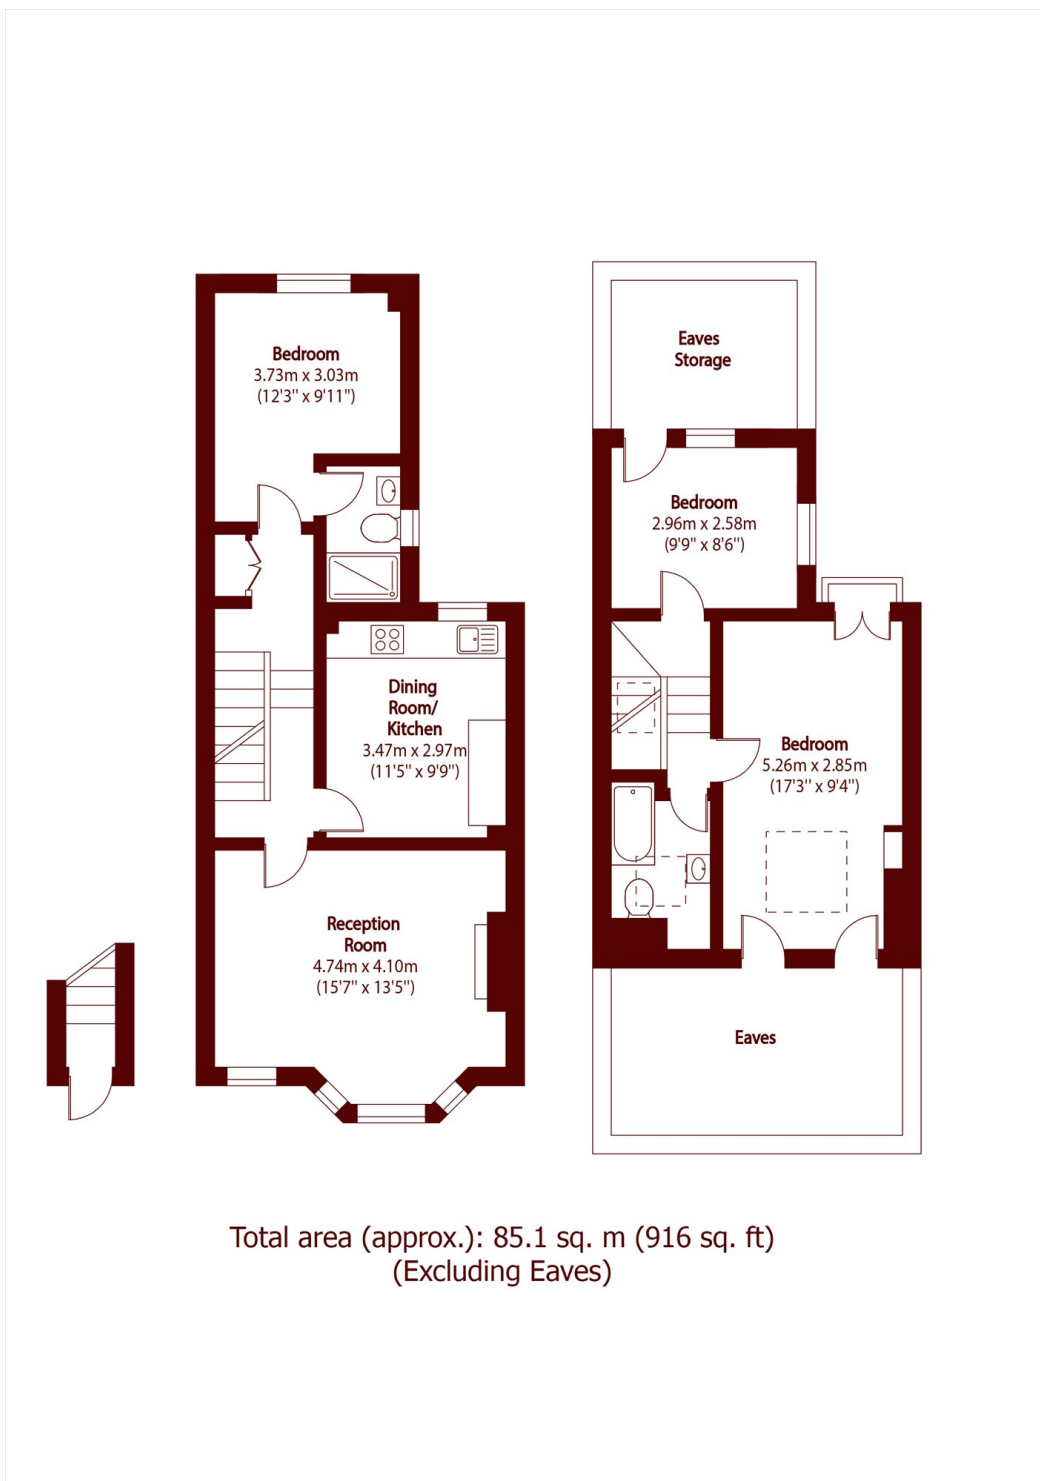 Bedroom
3.73m x 3.03m
(12'3" x 9'11")
Dining
Room/
Kitchen
3.47m x 2.97m
(11'5" x 9'9")
Reception
Room
4.74m x 4.10m
(15'7" x 13'5")
Eaves
Storage
Bedroom
2.96m x 2.58m
(9'9" x 8'6")
Bedroom
5.26m x 2.85m
(17'3" x 9'4")
Eaves
Total area (approx.): 85.1 sq. m (916 sq. ft)
(Excluding Eaves)